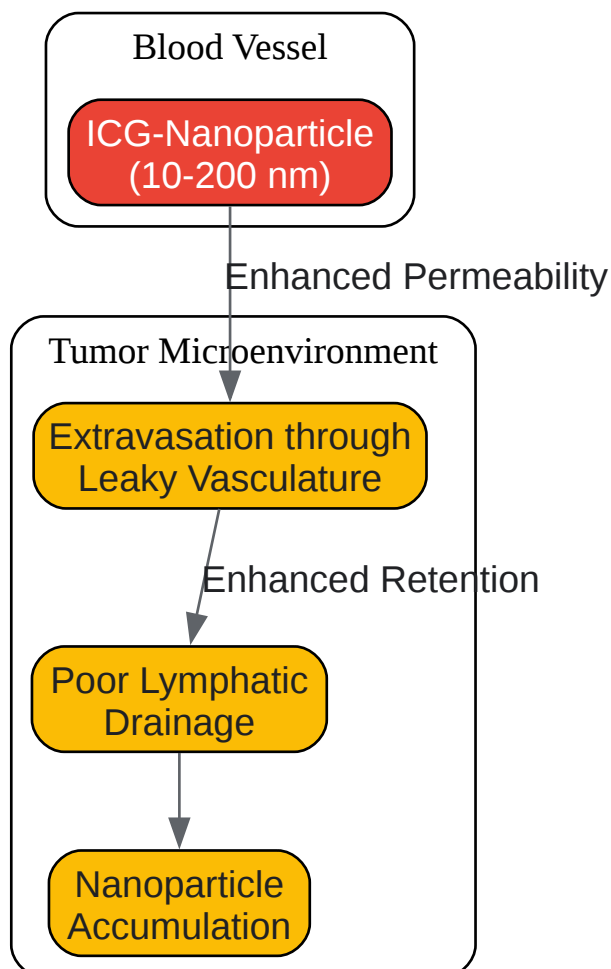 Blood Vessel
ICG-Nanoparticle
(10-200 nm)
Enhanced Permeability
Tumor Microenvironment
Extravasation through
Leaky Vasculature
Enhanced Retention
Poor Lymphatic
Drainage
Nanoparticle
Accumulation